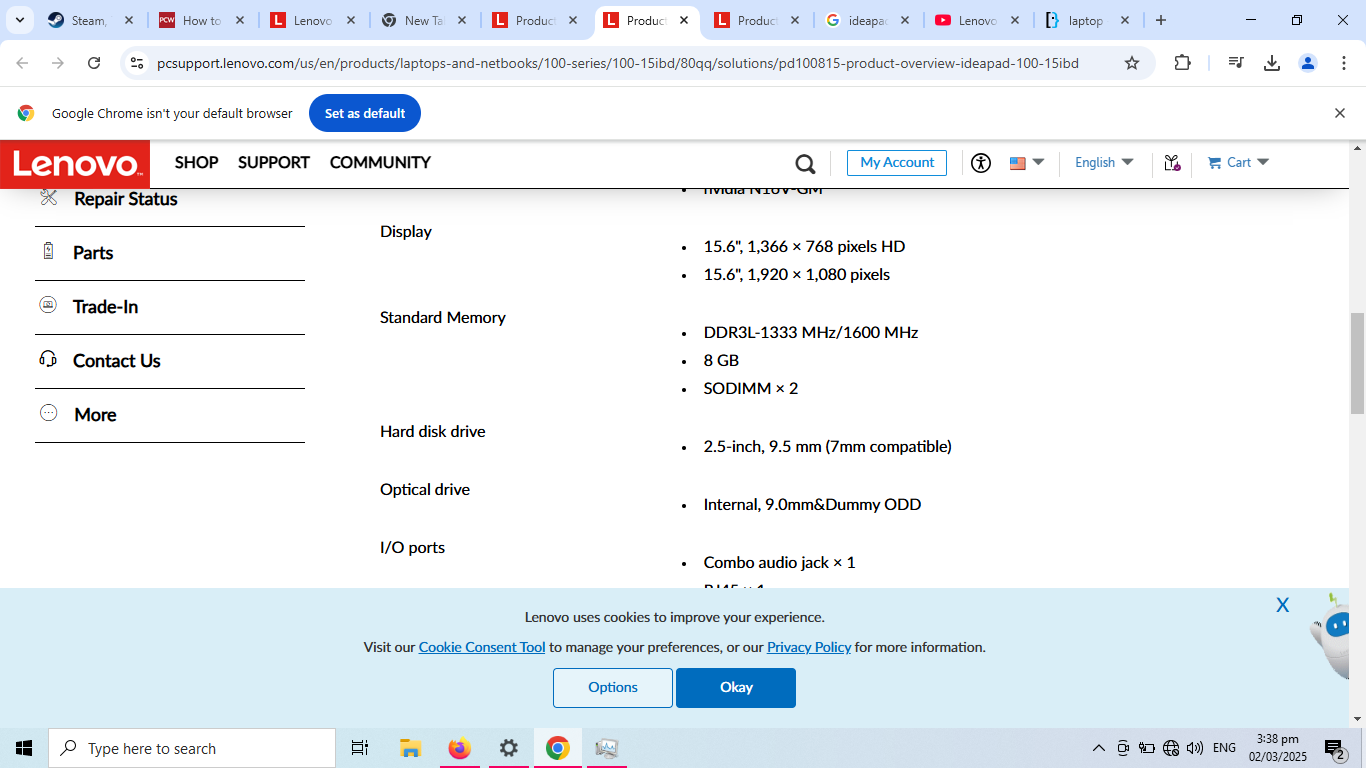 Steam,
How to
Lenovo
New Ta
Product
Product
Product
ideapad
Lenovo
laptop
pcsupport.lenovo.com/us/en/products/laptops-and-netbooks/100-series/100-15ibd/80qq/solutions/pd100815-product-overview-ideapad-100-15ibd
Google Chrome isn't your default browser
Set as default
Lenovo
SHOP SUPPORT COMMUNITY
My Account
English
Cart
Repair Status
Parts
Trade-In
Contact Us
More
nvidia N16V-GM
Display
• 15.6", 1,366 × 768 pixels HD
• 15.6", 1,920 × 1,080 pixels
Standard Memory
• DDR3L-1333 MHz/1600 MHz
• 8 GB
• SODIMM × 2
Hard disk drive
• 2.5-inch, 9.5 mm (7mm compatible)
Optical drive
• Internal, 9.0mm&Dummy ODD
I/O ports
• Combo audio jack × 1
RJ45 × 1
Lenovo uses cookies to improve your experience.
Visit our Cookie Consent Tool to manage your preferences, or our Privacy Policy for more information.
Options
Okay
X
Type here to search
ENG
3:38 pm
02/03/2025
2